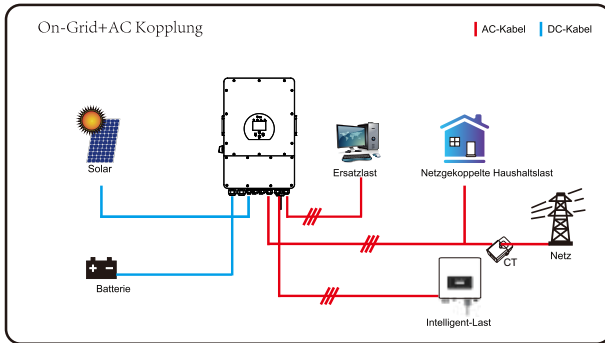 On-Grid+AC Kopplung
AC-Kabel
DC-Kabel
Solar
Ersatzlast
Netzgekoppelte Haushaltslast
Batterie
CT
Netz
Intelligent-Last